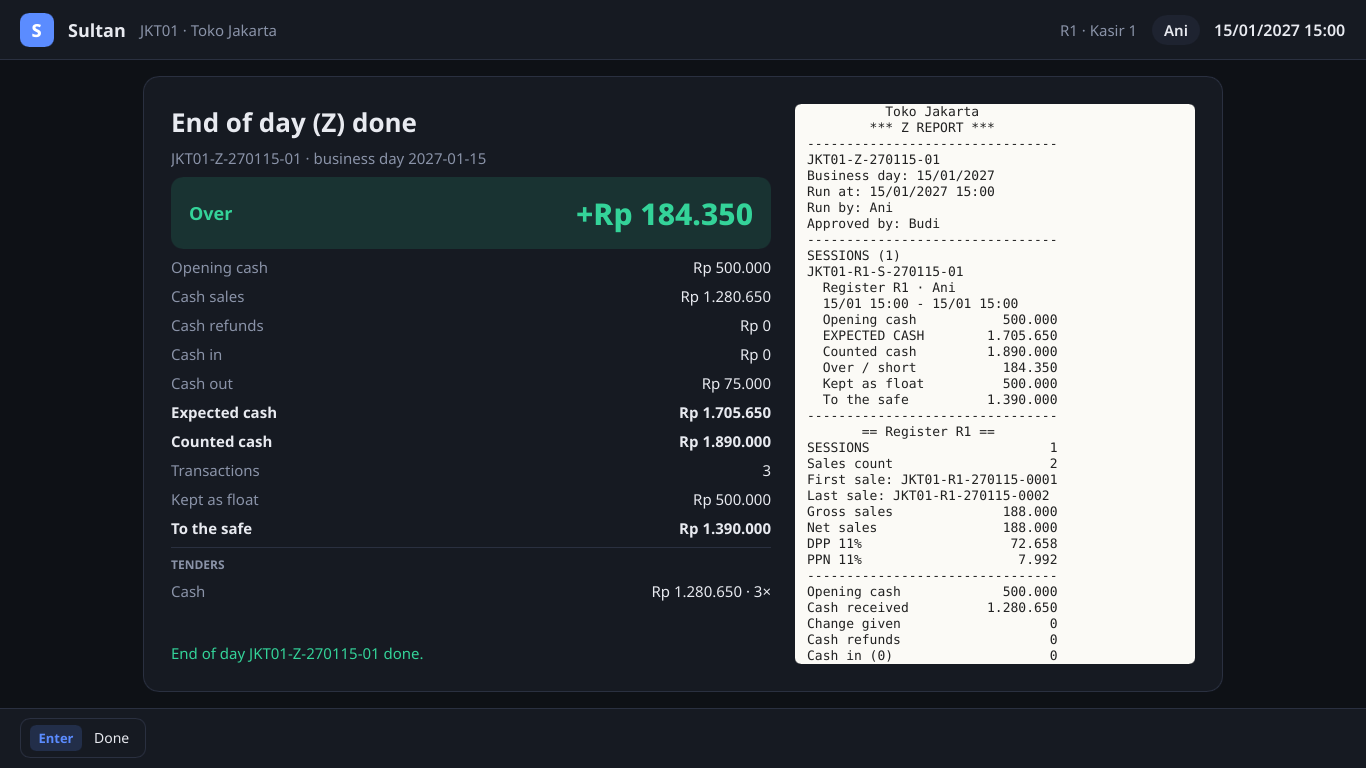 S Sultan JKT01 · Toko Jakarta R1 · Kasir 1 Ani 15/01/2027 15:00
End of day (Z) done
JKT01-Z-270115-01 · business day 2027-01-15
Over +Rp 184.350
Opening cash Rp 500.000
Cash sales Rp 1.280.650
Cash refunds Rp 0
Cash in Rp 0
Cash out Rp 75.000
Expected cash Rp 1.705.650
Counted cash Rp 1.890.000
Transactions 3
Kept as float Rp 500.000
To the safe Rp 1.390.000
TENDERS
Cash Rp 1.280.650 · 3×
End of day JKT01-Z-270115-01 done.
Toko Jakarta
*** Z REPORT ***
--------------------------------
JKT01-Z-270115-01
Business day: 15/01/2027
Run at: 15/01/2027 15:00
Run by: Ani
Approved by: Budi
--------------------------------
SESSIONS (1)
JKT01-R1-S-270115-01
Register R1 · Ani
15/01 15:00 - 15/01 15:00
Opening cash 500.000
EXPECTED CASH 1.705.650
Counted cash 1.890.000
Over / short 184.350
Kept as float 500.000
To the safe 1.390.000
--------------------------------
== Register R1 ==
SESSIONS 1
Sales count 2
First sale: JKT01-R1-270115-0001
Last sale: JKT01-R1-270115-0002
Gross sales 188.000
Net sales 188.000
DPP 11% 72.658
PPN 11% 7.992
--------------------------------
Opening cash 500.000
Cash received 1.280.650
Change given 0
Cash refunds 0
Cash in (0) 0
Enter Done